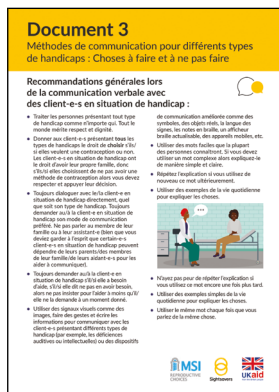 Document 3
Méthodes de communication pour différents types
de handicaps : Choses à faire et à ne pas faire
Recommandations générales lors
de la communication verbale avec
des client-e-s en situation de handicap :
• Traiter les personnes présentant tout type
de handicap comme n'importe qui. Tout le
monde mérite respect et dignité.
• Donner aux client-e-s présentant tous les
types de handicaps le droit de choisir s'ils/
si elles veulent une contraception ou non.
Les client-e-s en situation de handicap ont
le droit d'avoir leur propre famille, donc
s'ils/si elles choisissent de ne pas avoir une
méthode de contraception alors vous devez
respecter et appuyer leur décision.
• Toujours dialoguer avec le/la client-e en
situation de handicap directement, quel
que soit son type de handicap. Toujours
demander au/à la client-e en situation de
handicap son mode de communication
préféré. Ne pas parler au membre de leur
famille ou à leur assistant-e (bien que vous
deviez garder à l'esprit que certain-e-s
client-e-s en situation de handicap peuvent
dépendre de leurs parents/des membres
de leur famille/de leurs aidant-e-s pour les
aider à communiquer).
• Toujours demander au/à la client-e en
situation de handicap s'il/si elle a besoin
d'aide, s'il/si elle dit ne pas en avoir besoin,
alors ne pas insister pour l'aider à moins qu'il/
elle ne la demande à un moment donné.
• Utiliser des signaux visuels comme des
images, faire des gestes et écrire les
informations pour communiquer avec les
client-e-s présentant différents types de
handicap (par exemple, les déficiences
auditives ou intellectuelles) ou des dispositifs
de communication améliorée comme des
symboles, des objets réels, la langue des
signes, les notes en braille, un afficheur
braille actualisable, des appareils mobiles, etc.
• Utiliser des mots faciles que la plupart
des personnes connaîtront. Si vous devez
utiliser un mot complexe alors expliquez-le
de manière simple et claire.
• Répétez l'explication si vous utilisez de
nouveau ce mot ultérieurement.
• Utiliser des exemples de la vie quotidienne
pour expliquer les choses.
• N'ayez pas peur de répéter l'explication si
vous utilisez ce mot encore une fois plus tard.
• Utiliser des exemples simples de la vie
quotidienne pour expliquer les choses.
• Utiliser le même mot chaque fois que vous
parlez de la même chose.
MSI
REPRODUCTIVE
CHOICES
Sightsavers
UKaid